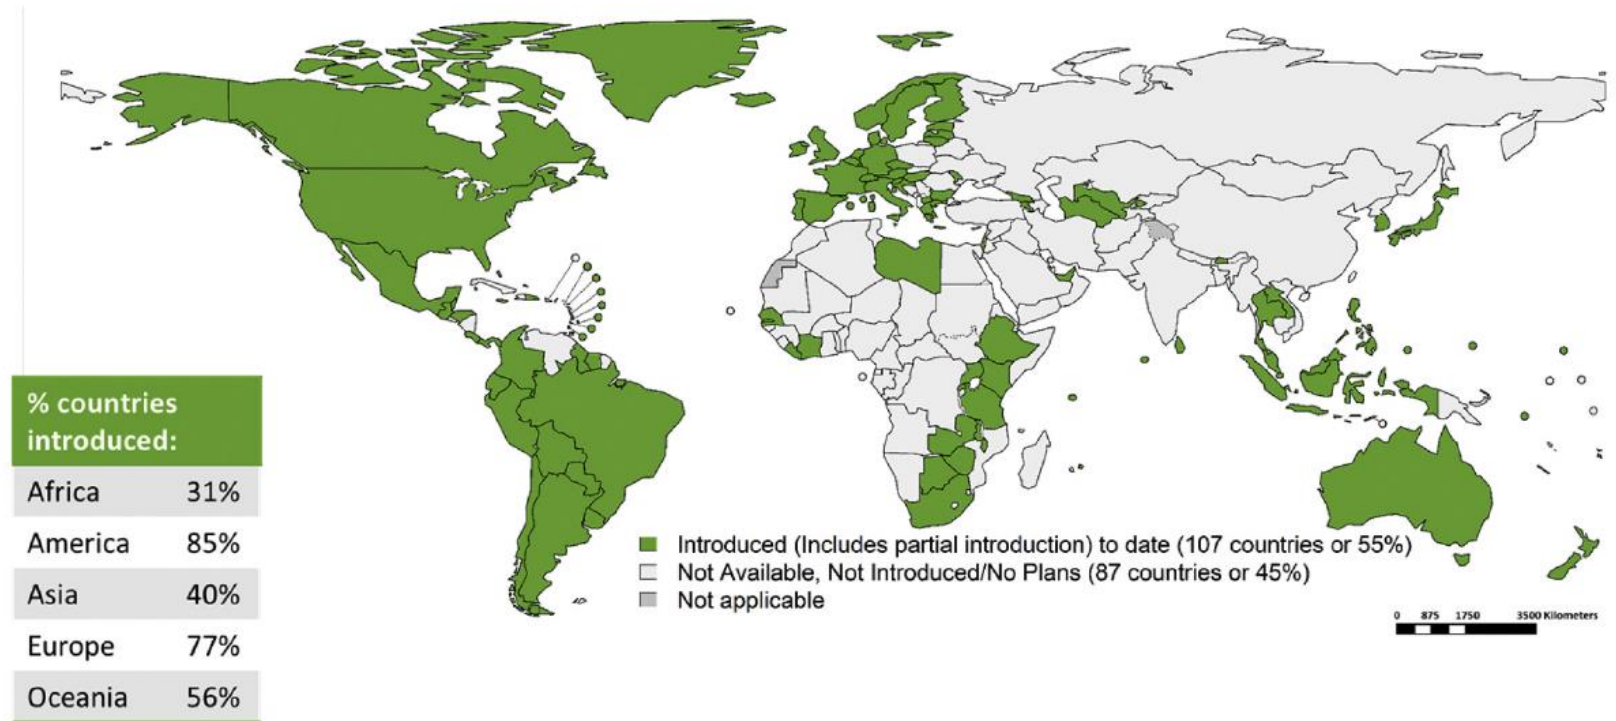 % countries
introduced:
Africa 31%
America 85%
Asia 40%
Europe 77%
Oceania 56%
Introduced (Includes partial introduction) to date (107 countries or 55%)
Not Available, Not Introduced/No Plans (87 countries or 45%)
Not applicable
0 875 1750 3500 Kilometers